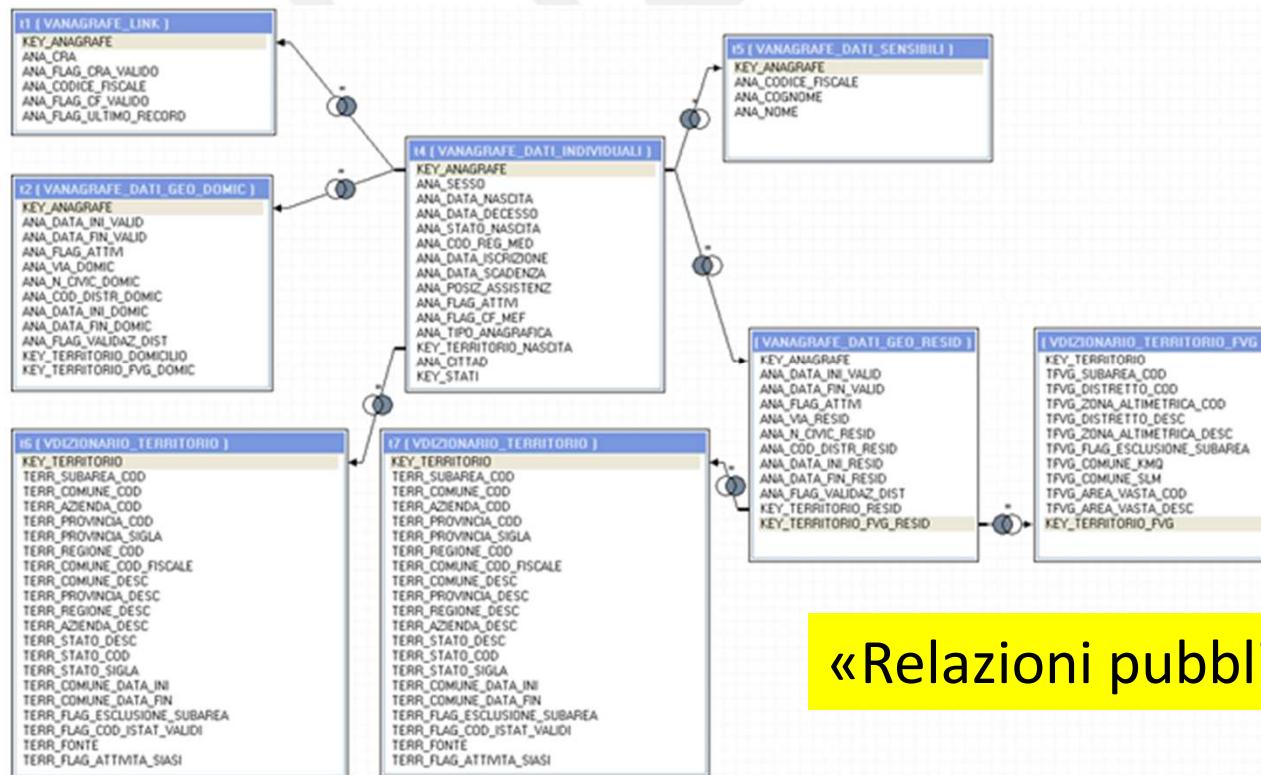 t1 ( VANAGRAFE_LINK )
KEY_ANAGRAFE
ANA_CRA
ANA_FLAG_CRA_VALIDO
ANA_CODICE_FISCALE
ANA_FLAG_CF_VALIDO
ANA_FLAG_ULTIMO_RECORD
t5 ( VANAGRAFE_DATI_SENSIBILI )
KEY_ANAGRAFE
ANA_CODICE_FISCALE
ANA_COGNOME
ANA_NOME
t4 ( VANAGRAFE_DATI_INDIVIDUALI )
KEY_ANAGRAFE
ANA_SESSO
ANA_DATA_NASCITA
ANA_DATA_DECESSO
ANA_STATO_NASCITA
ANA_COD_REG_MED
ANA_DATA_ISCRIZIONE
ANA_DATA_SCADENZA
ANA_POSIZ_ASSISTENZ
ANA_FLAG_ATTIVI
ANA_FLAG_CF_MEF
ANA_TIPO_ANAGRAFICA
KEY_TERRITORIO_NASCITA
ANA_CITTAD
KEY_STATI
t2 ( VANAGRAFE_DATI_GEO_DOMIC )
KEY_ANAGRAFE
ANA_DATA_INI_VALID
ANA_DATA_FIN_VALID
ANA_FLAG_ATTIVI
ANA_VIA_DOMIC
ANA_N_CIVIC_DOMIC
ANA_COD_DISTR_DOMIC
ANA_DATA_INI_DOMIC
ANA_DATA_FIN_DOMIC
ANA_FLAG_VALIDAZ_DIST
KEY_TERRITORIO_DOMICILIO
KEY_TERRITORIO_FVG_DOMIC
( VANAGRAFE_DATI_GEO_RESID )
KEY_ANAGRAFE
ANA_DATA_INI_VALID
ANA_DATA_FIN_VALID
ANA_FLAG_ATTIVI
ANA_VIA_RESID
ANA_N_CIVIC_RESID
ANA_COD_DISTR_RESID
ANA_DATA_INI_RESID
ANA_DATA_FIN_RESID
ANA_FLAG_VALIDAZ_DIST
KEY_TERRITORIO_RESID
KEY_TERRITORIO_FVG_RESID
( VDIZIONARIO_TERRITORIO_FVG
KEY_TERRITORIO
TFVG_SUBAREA_COD
TFVG_DISTRETTO_COD
TFVG_ZONA_ALTIMETRICA_COD
TFVG_DISTRETTO_DESC
TFVG_ZONA_ALTIMETRICA_DESC
TFVG_FLAG_ESCLUSIONE_SUBAREA
TFVG_COMUNE_KMQ
TFVG_COMUNE_SLM
TFVG_AREA_VASTA_COD
TFVG_AREA_VASTA_DESC
KEY_TERRITORIO_FVG
t6 ( VDIZIONARIO_TERRITORIO )
KEY_TERRITORIO
TERR_SUBAREA_COD
TERR_COMUNE_COD
TERR_AZIENDA_COD
TERR_PROVINCIA_COD
TERR_PROVINCIA_SIGLA
TERR_REGIONE_COD
TERR_COMUNE_COD_FISCALE
TERR_COMUNE_DESC
TERR_PROVINCIA_DESC
TERR_REGIONE_DESC
TERR_AZIENDA_DESC
TERR_STATO_DESC
TERR_STATO_COD
TERR_STATO_SIGLA
TERR_COMUNE_DATA_INI
TERR_COMUNE_DATA_FIN
TERR_FLAG_ESCLUSIONE_SUBAREA
TERR_FLAG_COD_ISTAT_VALIDI
TERR_FONTE
TERR_FLAG_ATTIVITA_SIASI
t7 ( VDIZIONARIO_TERRITORIO )
KEY_TERRITORIO
TERR_SUBAREA_COD
TERR_COMUNE_COD
TERR_AZIENDA_COD
TERR_PROVINCIA_COD
TERR_PROVINCIA_SIGLA
TERR_REGIONE_COD
TERR_COMUNE_COD_FISCALE
TERR_COMUNE_DESC
TERR_PROVINCIA_DESC
TERR_REGIONE_DESC
TERR_AZIENDA_DESC
TERR_STATO_DESC
TERR_STATO_COD
TERR_STATO_SIGLA
TERR_COMUNE_DATA_INI
TERR_COMUNE_DATA_FIN
TERR_FLAG_ESCLUSIONE_SUBAREA
TERR_FLAG_COD_ISTAT_VALIDI
TERR_FONTE
TERR_FLAG_ATTIVITA_SIASI
«Relazioni pubbl